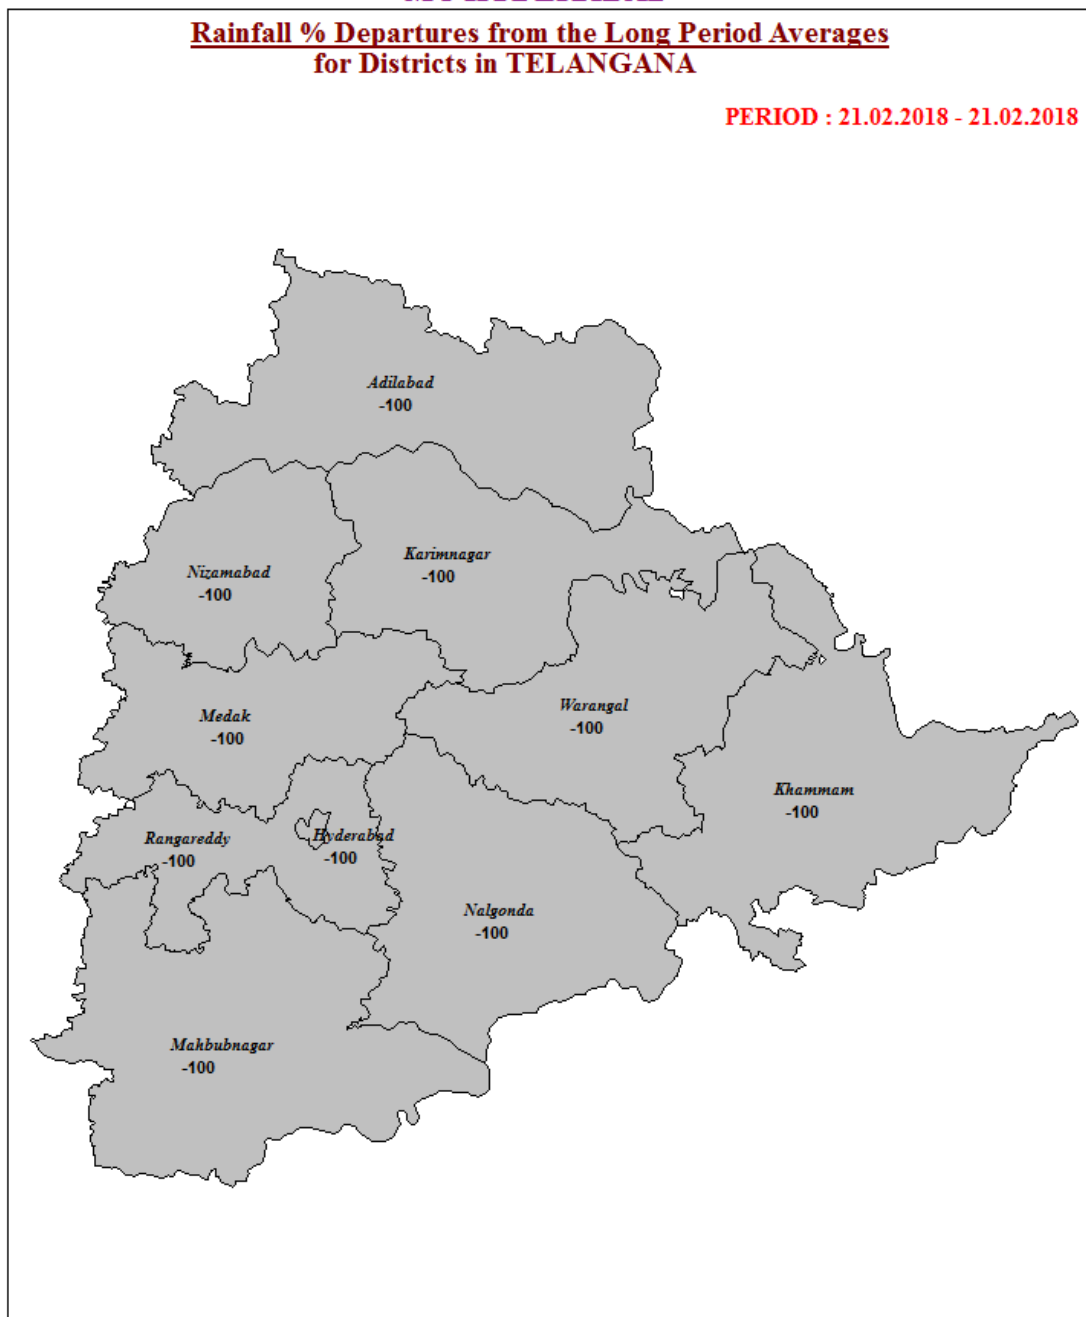 Rainfall % Departures from the Long Period Averages
for Districts in TELANGANA
PERIOD : 21.02.2018 - 21.02.2018
Adilabad
-100
Karimnagar
-100
Nizamabad
-100
Warangal
-100
Medak
-100
Khammam
-100
Rangareddy
-100
Hyderabad
-100
Nalgonda
-100
Mahbubnagar
-100